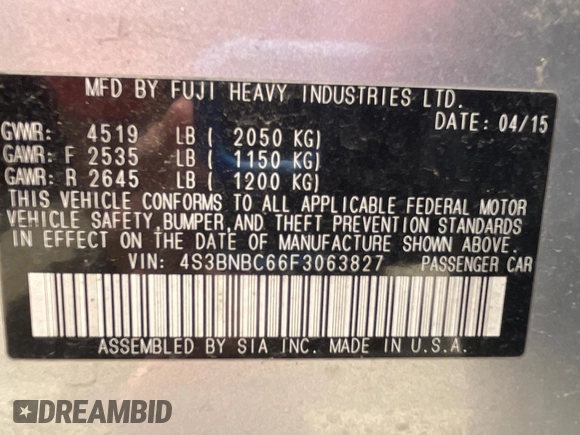 MFD BY FUJI HEAVY INDUSTRIES LTD.
DATE: 04/15
GVWR: 4519 LB ( 2050 KG)
GAWR: F 2535 LB ( 1150 KG)
GAWR: R 2645 LB ( 1200 KG)
THIS VEHICLE CONFORMS TO ALL APPLICABLE FEDERAL MOTOR
VEHICLE SAFETY, BUMPER, AND THEFT PREVENTION STANDARDS
IN EFFECT ON THE DATE OF MANUFACTURE SHOWN ABOVE.
VIN: 4S3BNBC66F3063827 PASSENGER CAR
ASSEMBLED BY SIA INC. MADE IN U.S.A.
DREAMBID